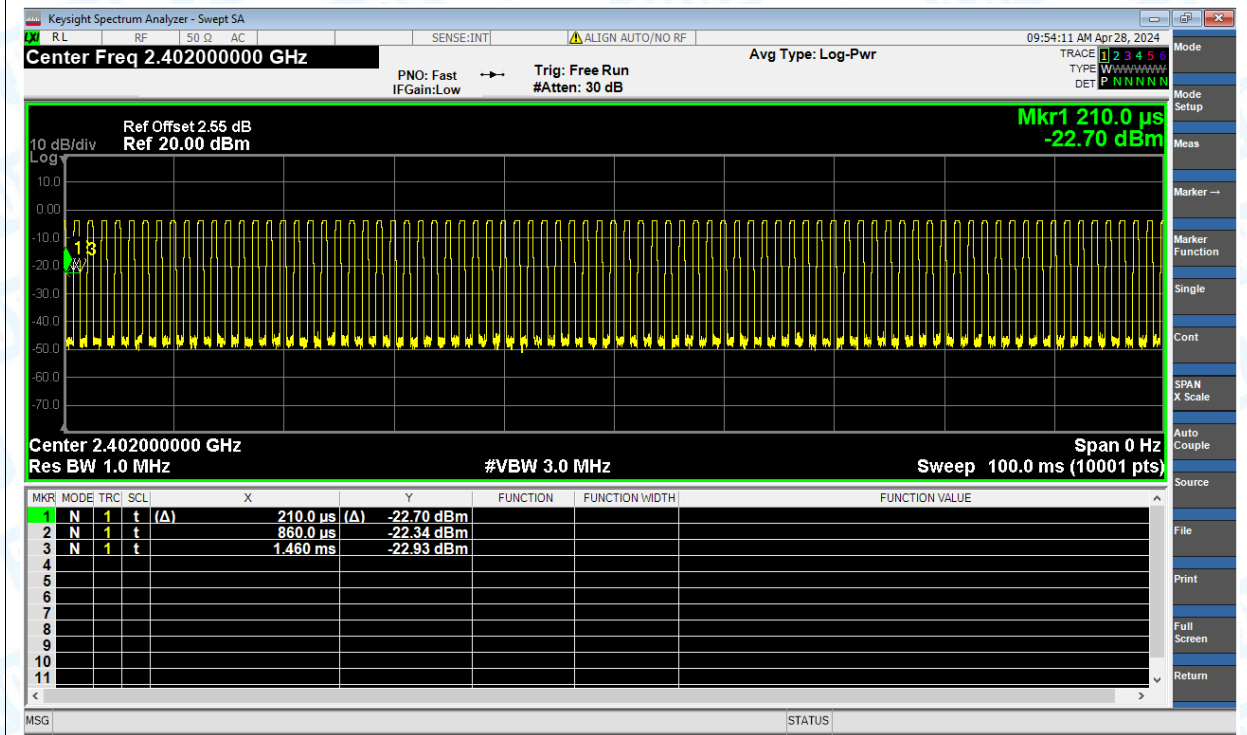 Keysight Spectrum Analyzer - Swept SA
LXI RL RF 50 Ω AC SENSE:INT ALIGN AUTO/NO RF 09:54:11 AM Apr 28, 2024
Center Freq 2.402000000 GHz
PNO: Fast
IFGain:Low
Trig: Free Run
#Atten: 30 dB
Avg Type: Log-Pwr
TRACE 1 2 3 4 5 6
TYPE WWWWWW
DET P N N N N N
Mkr1 210.0 µs
-22.70 dBm
Ref Offset 2.55 dB
10 dB/div Ref 20.00 dBm
Log
10.0
0.00
-10.0
-20.0
-30.0
-40.0
-50.0
-60.0
-70.0
1 3
Center 2.402000000 GHz Span 0 Hz
Res BW 1.0 MHz #VBW 3.0 MHz Sweep 100.0 ms (10001 pts)
MKR MODE TRC SCL X Y FUNCTION FUNCTION WIDTH FUNCTION VALUE
1 N 1 t (Δ) 210.0 µs (Δ) -22.70 dBm
2 N 1 t 860.0 µs -22.34 dBm
3 N 1 t 1.460 ms -22.93 dBm
4
5
6
7
8
9
10
11
MSG STATUS
Mode
Mode
Setup
Meas
Marker →
Marker
Function
Single
Cont
SPAN
X Scale
Auto
Couple
Source
File
Print
Full
Screen
Return